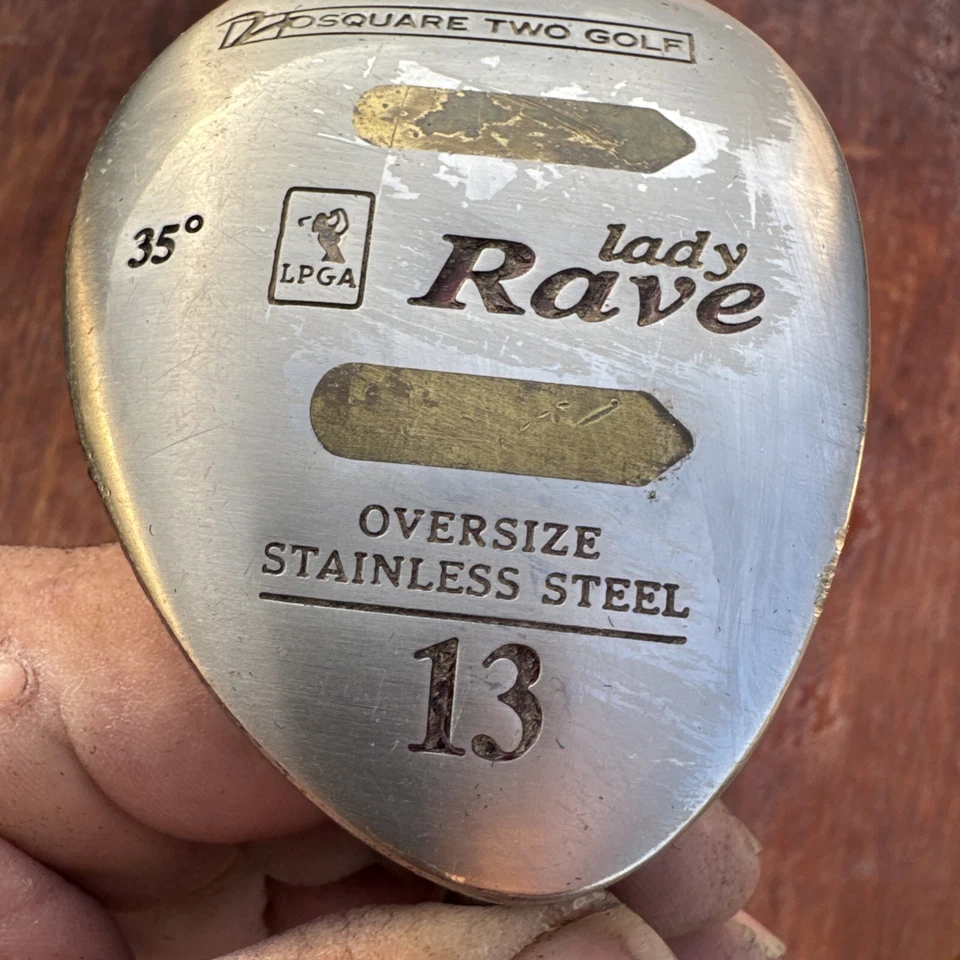 SQUARE TWO GOLF
35°
LPGA
lady
Rave
OVERSIZE
STAINLESS STEEL
13